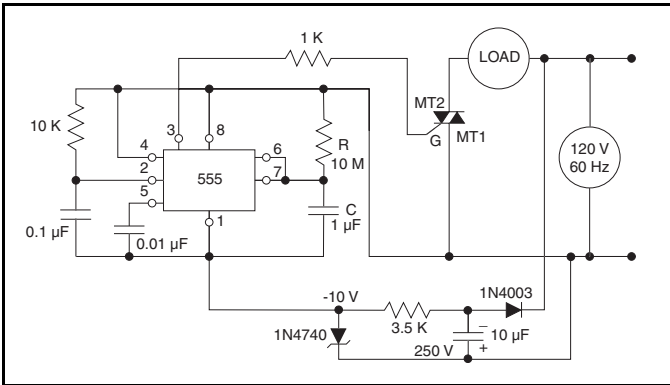 1 K
LOAD
MT2
MT1
G
120 V
60 Hz
10 K
3
8
4
2
5
6
7
555
R
10 M
1
C
1 µF
0.1 µF
0.01 µF
-10 V
1N4003
3.5 K
1N4740
–
10 µF
250 V
+